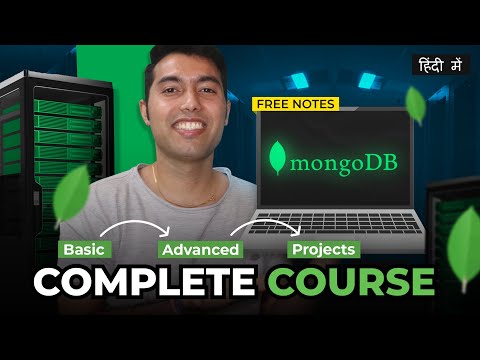 हिंदी में
FREE NOTES
mongoDB
Basic
Advanced
Projects
COMPLETE COURSE